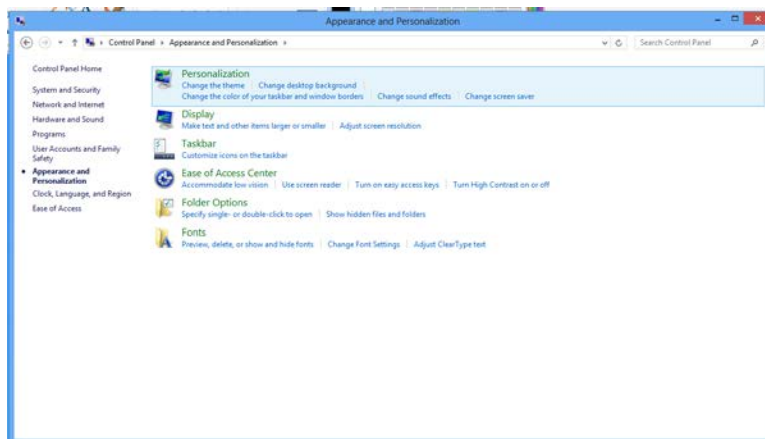 Appearance and Personalization
Control Panel Appearance and Personalization
Search Control Panel
Control Panel Home
System and Security
Network and Internet
Hardware and Sound
Programs
User Accounts and Family
Safety
Appearance and
Personalization
Clock, Language, and Region
Ease of Access
Personalization
Change the theme Change desktop background
Change the color of your taskbar and window borders Change sound effects Change screen saver
Display
Make text and other items larger or smaller Adjust screen resolution
Taskbar
Customize icons on the taskbar
Ease of Access Center
Accommodate low vision Use screen reader Turn on easy access keys Turn High Contrast on or off
Folder Options
Specify single- or double-click to open Show hidden files and folders
Fonts
Preview, delete, or show and hide fonts Change Font Settings Adjust ClearType text